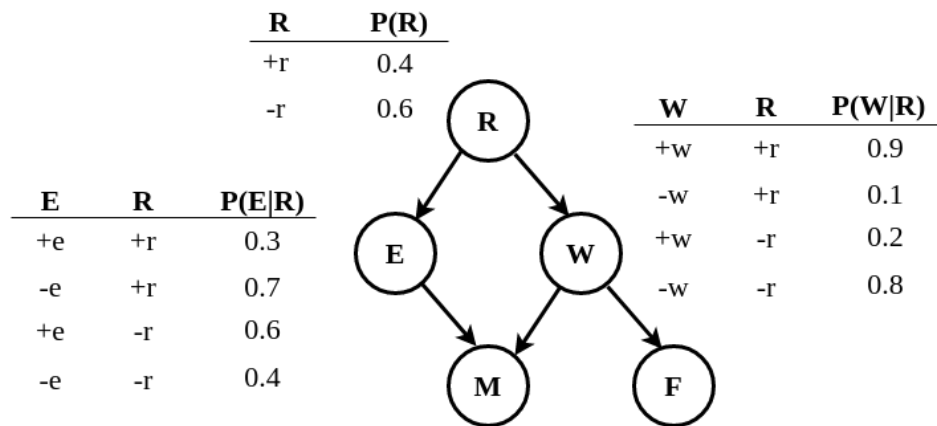 R P(R)
+r 0.4
-r 0.6
R
W R P(W|R)
+w +r 0.9
-w +r 0.1
+w -r 0.2
-w -r 0.8
E R P(E|R)
+e +r 0.3
-e +r 0.7
+e -r 0.6
-e -r 0.4
E W
M F